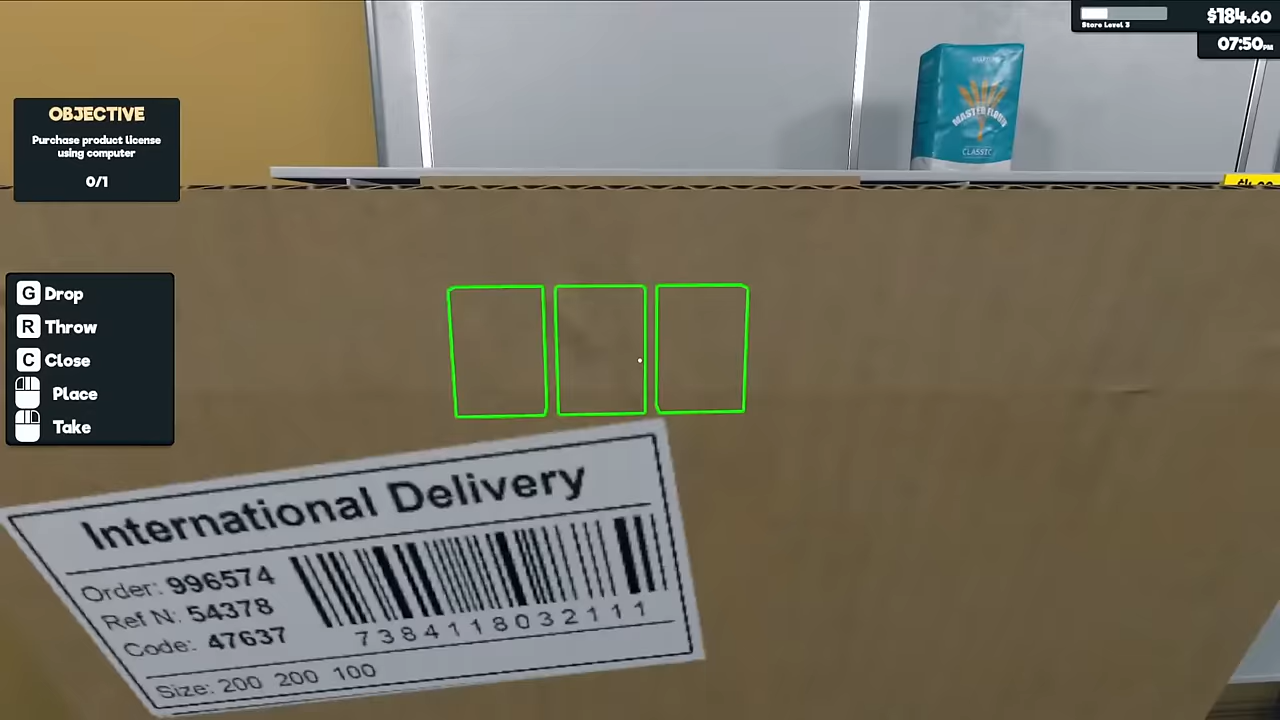 Store Level 3
$184.60
07:50PM
OBJECTIVE
Purchase product license
using computer
0/1
MASTER FLOUR
CLASSIC
G Drop
R Throw
C Close
Place
Take
International Delivery
Order: 996574
Ref N: 54378
Code: 47637
7384118032111
Size: 200 200 100